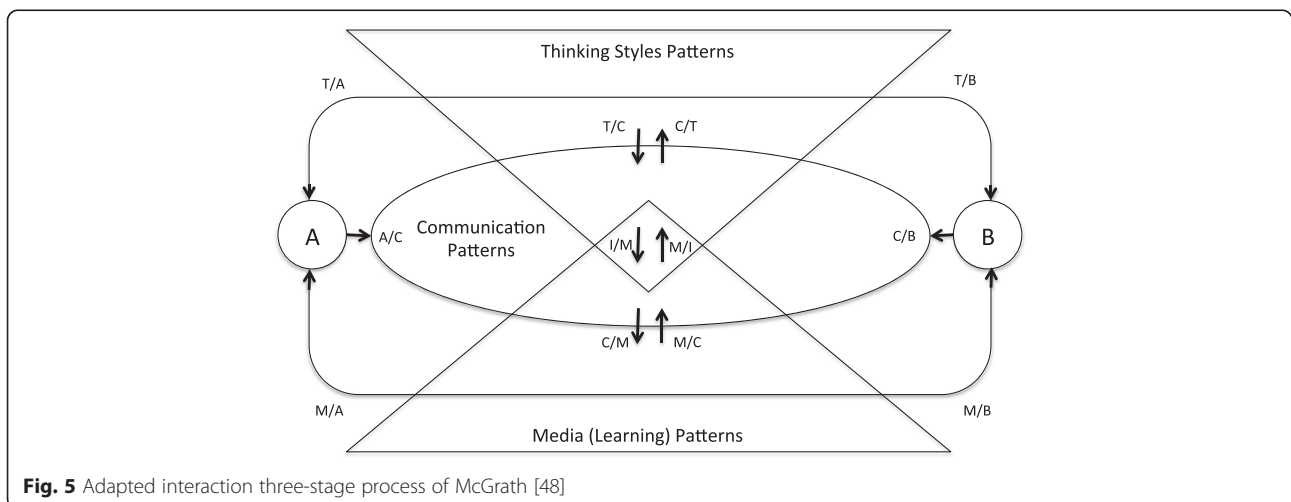 Thinking Styles Patterns
T/A T/B
T/C C/T
A A/C Communication Patterns I/M M/I C/B B
C/M M/C
M/A M/B
Media (Learning) Patterns
Fig. 5 Adapted interaction three-stage process of McGrath [48]